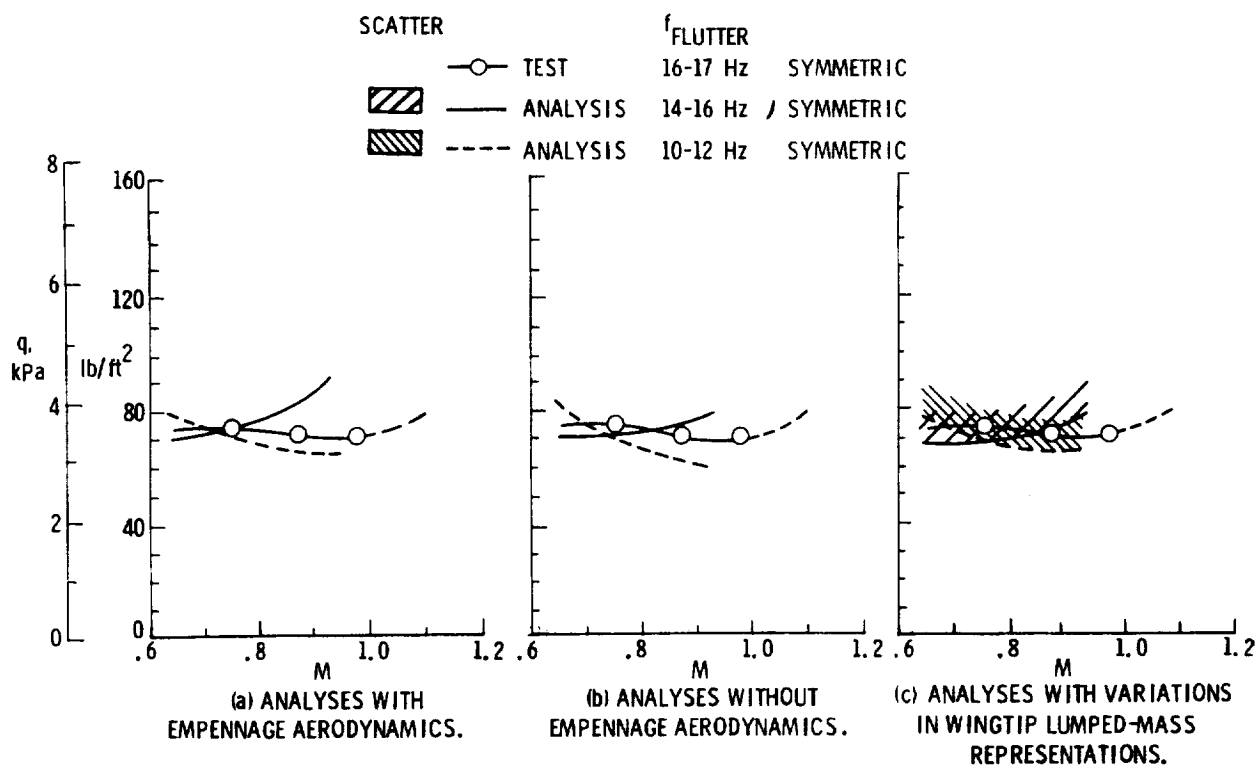 SCATTER
f FLUTTER
TEST 16-17 Hz SYMMETRIC
ANALYSIS 14-16 Hz SYMMETRIC
ANALYSIS 10-12 Hz SYMMETRIC
q, kPa
8
6
4
2
0
lb/ft²
160
120
80
40
0
.6 .8 1.0 1.2
M
(a) ANALYSES WITH
EMPENNAGE AERODYNAMICS.
.6 .8 1.0 1.2
M
(b) ANALYSES WITHOUT
EMPENNAGE AERODYNAMICS.
.6 .8 1.0 1.2
M
(c) ANALYSES WITH VARIATIONS
IN WINGTIP LUMPED-MASS
REPRESENTATIONS.